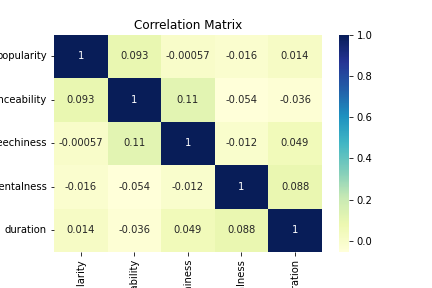 Correlation Matrix
popularity 1 0.093 -0.00057 -0.016 0.014
nceability 0.093 1 0.11 -0.054 -0.036
eechiness -0.00057 0.11 1 -0.012 0.049
entalness -0.016 -0.054 -0.012 1 0.088
duration 0.014 -0.036 0.049 0.088 1
ularity ability hiness lness ration
1.0
0.8
0.6
0.4
0.2
0.0